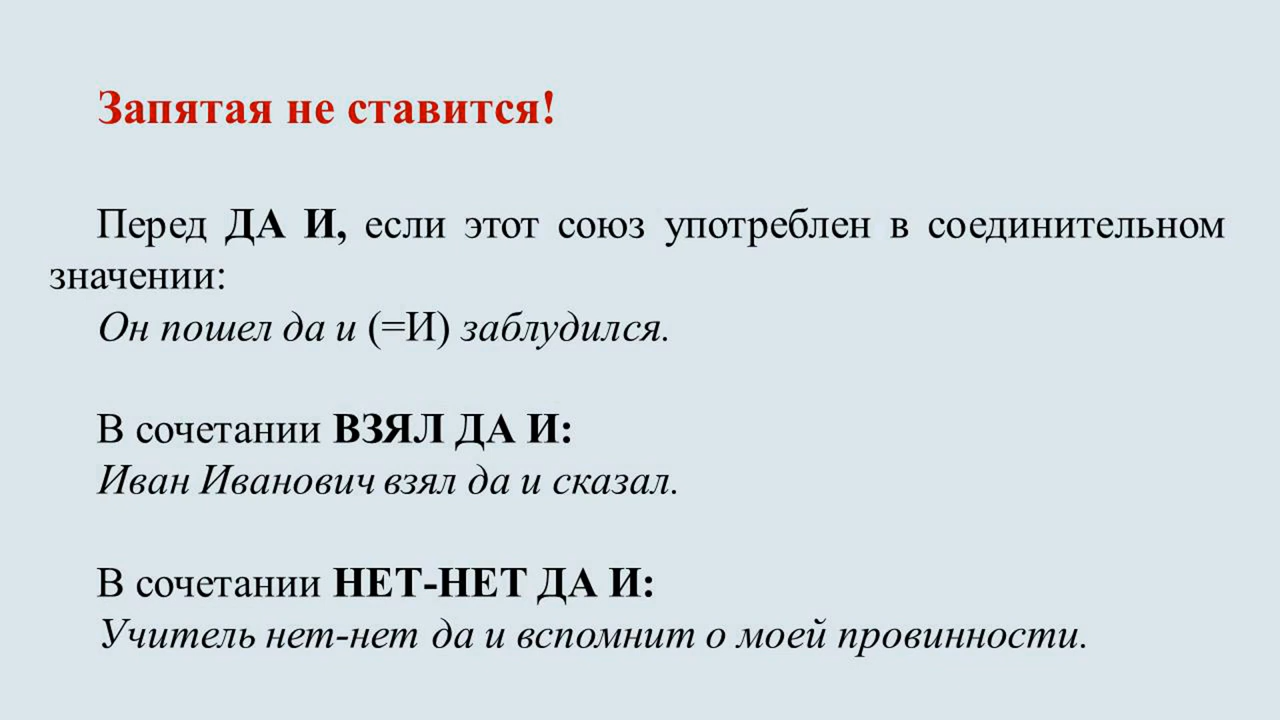 Запятая не ставится!
Перед ДА И, если этот союз употреблен в соединительном
значении:
Он пошел да и (=И) заблудился.
В сочетании ВЗЯЛ ДА И:
Иван Иванович взял да и сказал.
В сочетании НЕТ-НЕТ ДА И:
Учитель нет-нет да и вспомнит о моей провинности.